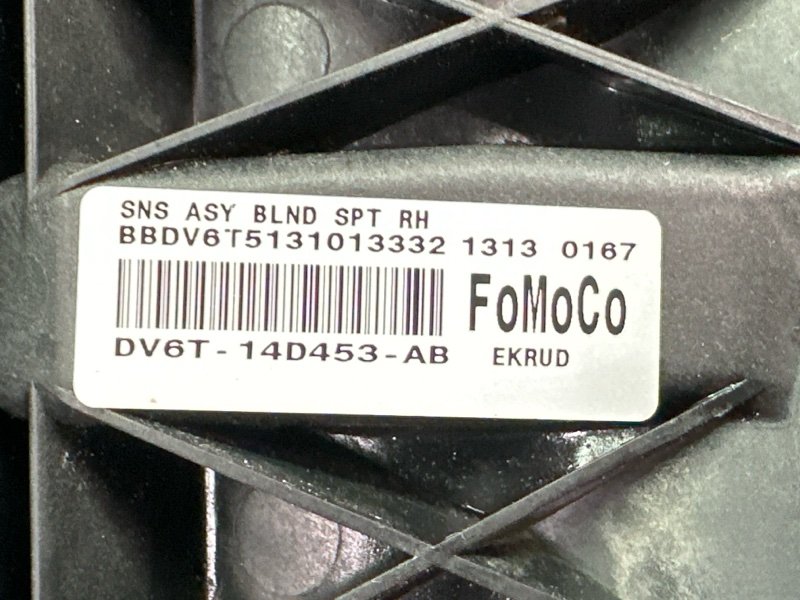 SNS ASY BLND SPT RH
BBDV6T5131013332 1313 0167
FoMoCo
DV6T-14D453-AB EKRUD